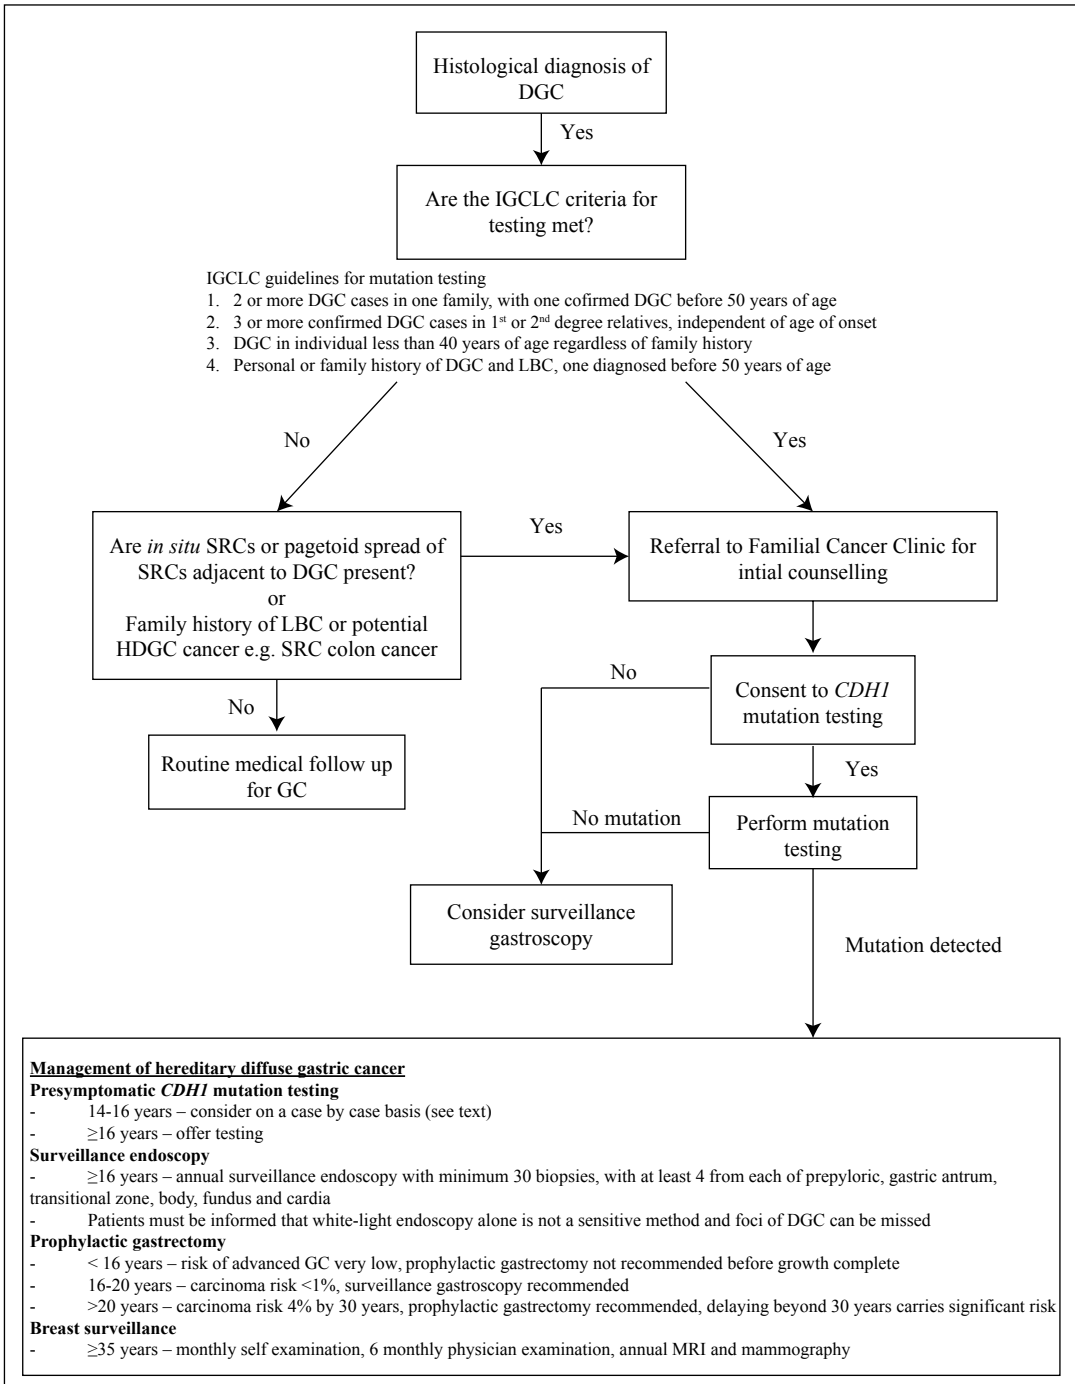 Histological diagnosis of
DGC
Yes
Are the IGCLC criteria for
testing met?
IGCLC guidelines for mutation testing
1. 2 or more DGC cases in one family, with one cofirmed DGC before 50 years of age
2. 3 or more confirmed DGC cases in 1st or 2nd degree relatives, independent of age of onset
3. DGC in individual less than 40 years of age regardless of family history
4. Personal or family history of DGC and LBC, one diagnosed before 50 years of age
No
Yes
Are in situ SRCs or pagetoid spread of
SRCs adjacent to DGC present?
or
Family history of LBC or potential
HDGC cancer e.g. SRC colon cancer
Yes
Referral to Familial Cancer Clinic for
intial counselling
No
Routine medical follow up
for GC
No
Consent to CDH1
mutation testing
Yes
No mutation
Perform mutation
testing
Consider surveillance
gastroscopy
Mutation detected
Management of hereditary diffuse gastric cancer
Presymptomatic CDH1 mutation testing
- 14-16 years – consider on a case by case basis (see text)
- ≥16 years – offer testing
Surveillance endoscopy
- ≥16 years – annual surveillance endoscopy with minimum 30 biopsies, with at least 4 from each of prepyloric, gastric antrum,
transitional zone, body, fundus and cardia
- Patients must be informed that white-light endoscopy alone is not a sensitive method and foci of DGC can be missed
Prophylactic gastrectomy
- < 16 years – risk of advanced GC very low, prophylactic gastrectomy not recommended before growth complete
- 16-20 years – carcinoma risk <1%, surveillance gastroscopy recommended
- >20 years – carcinoma risk 4% by 30 years, prophylactic gastrectomy recommended, delaying beyond 30 years carries significant risk
Breast surveillance
- ≥35 years – monthly self examination, 6 monthly physician examination, annual MRI and mammography